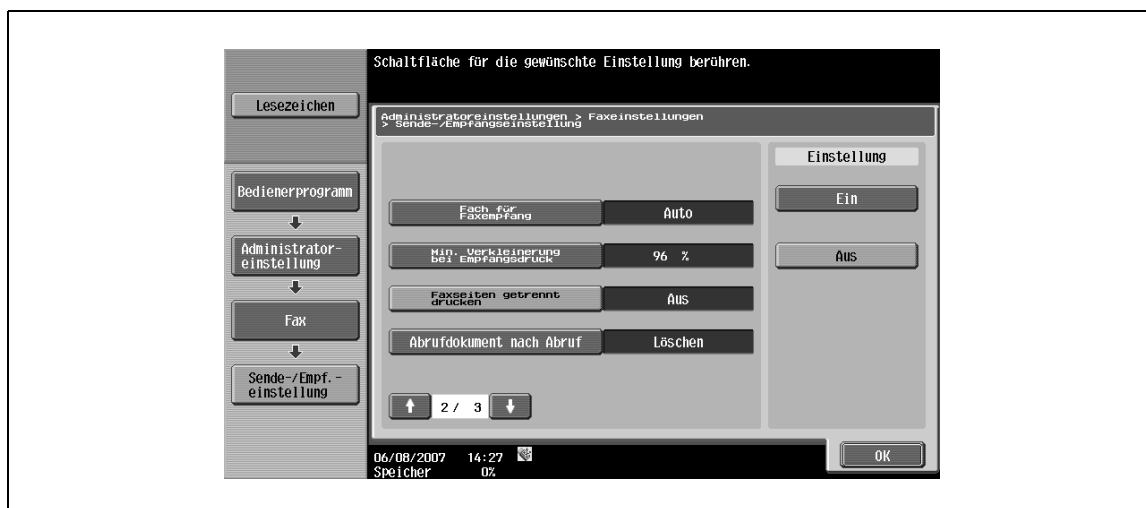 Schaltfläche für die gewünschte Einstellung berühren.
Lesezeichen
Administratoreinstellungen > Faxeinstellungen
> Sende-/Empfangseinstellung
Bedienerprogramm
Administrator-
einstellung
Fax
Sende-/Empf.-
einstellung
Fach für
Faxempfang
Auto
Min. Verkleinerung
bei Empfangsdruck
96 %
Faxseiten getrennt
drucken
Aus
Abrufdokument nach Abruf
Löschen
2/ 3
Einstellung
Ein
Aus
06/08/2007 14:27
Speicher 0%
OK